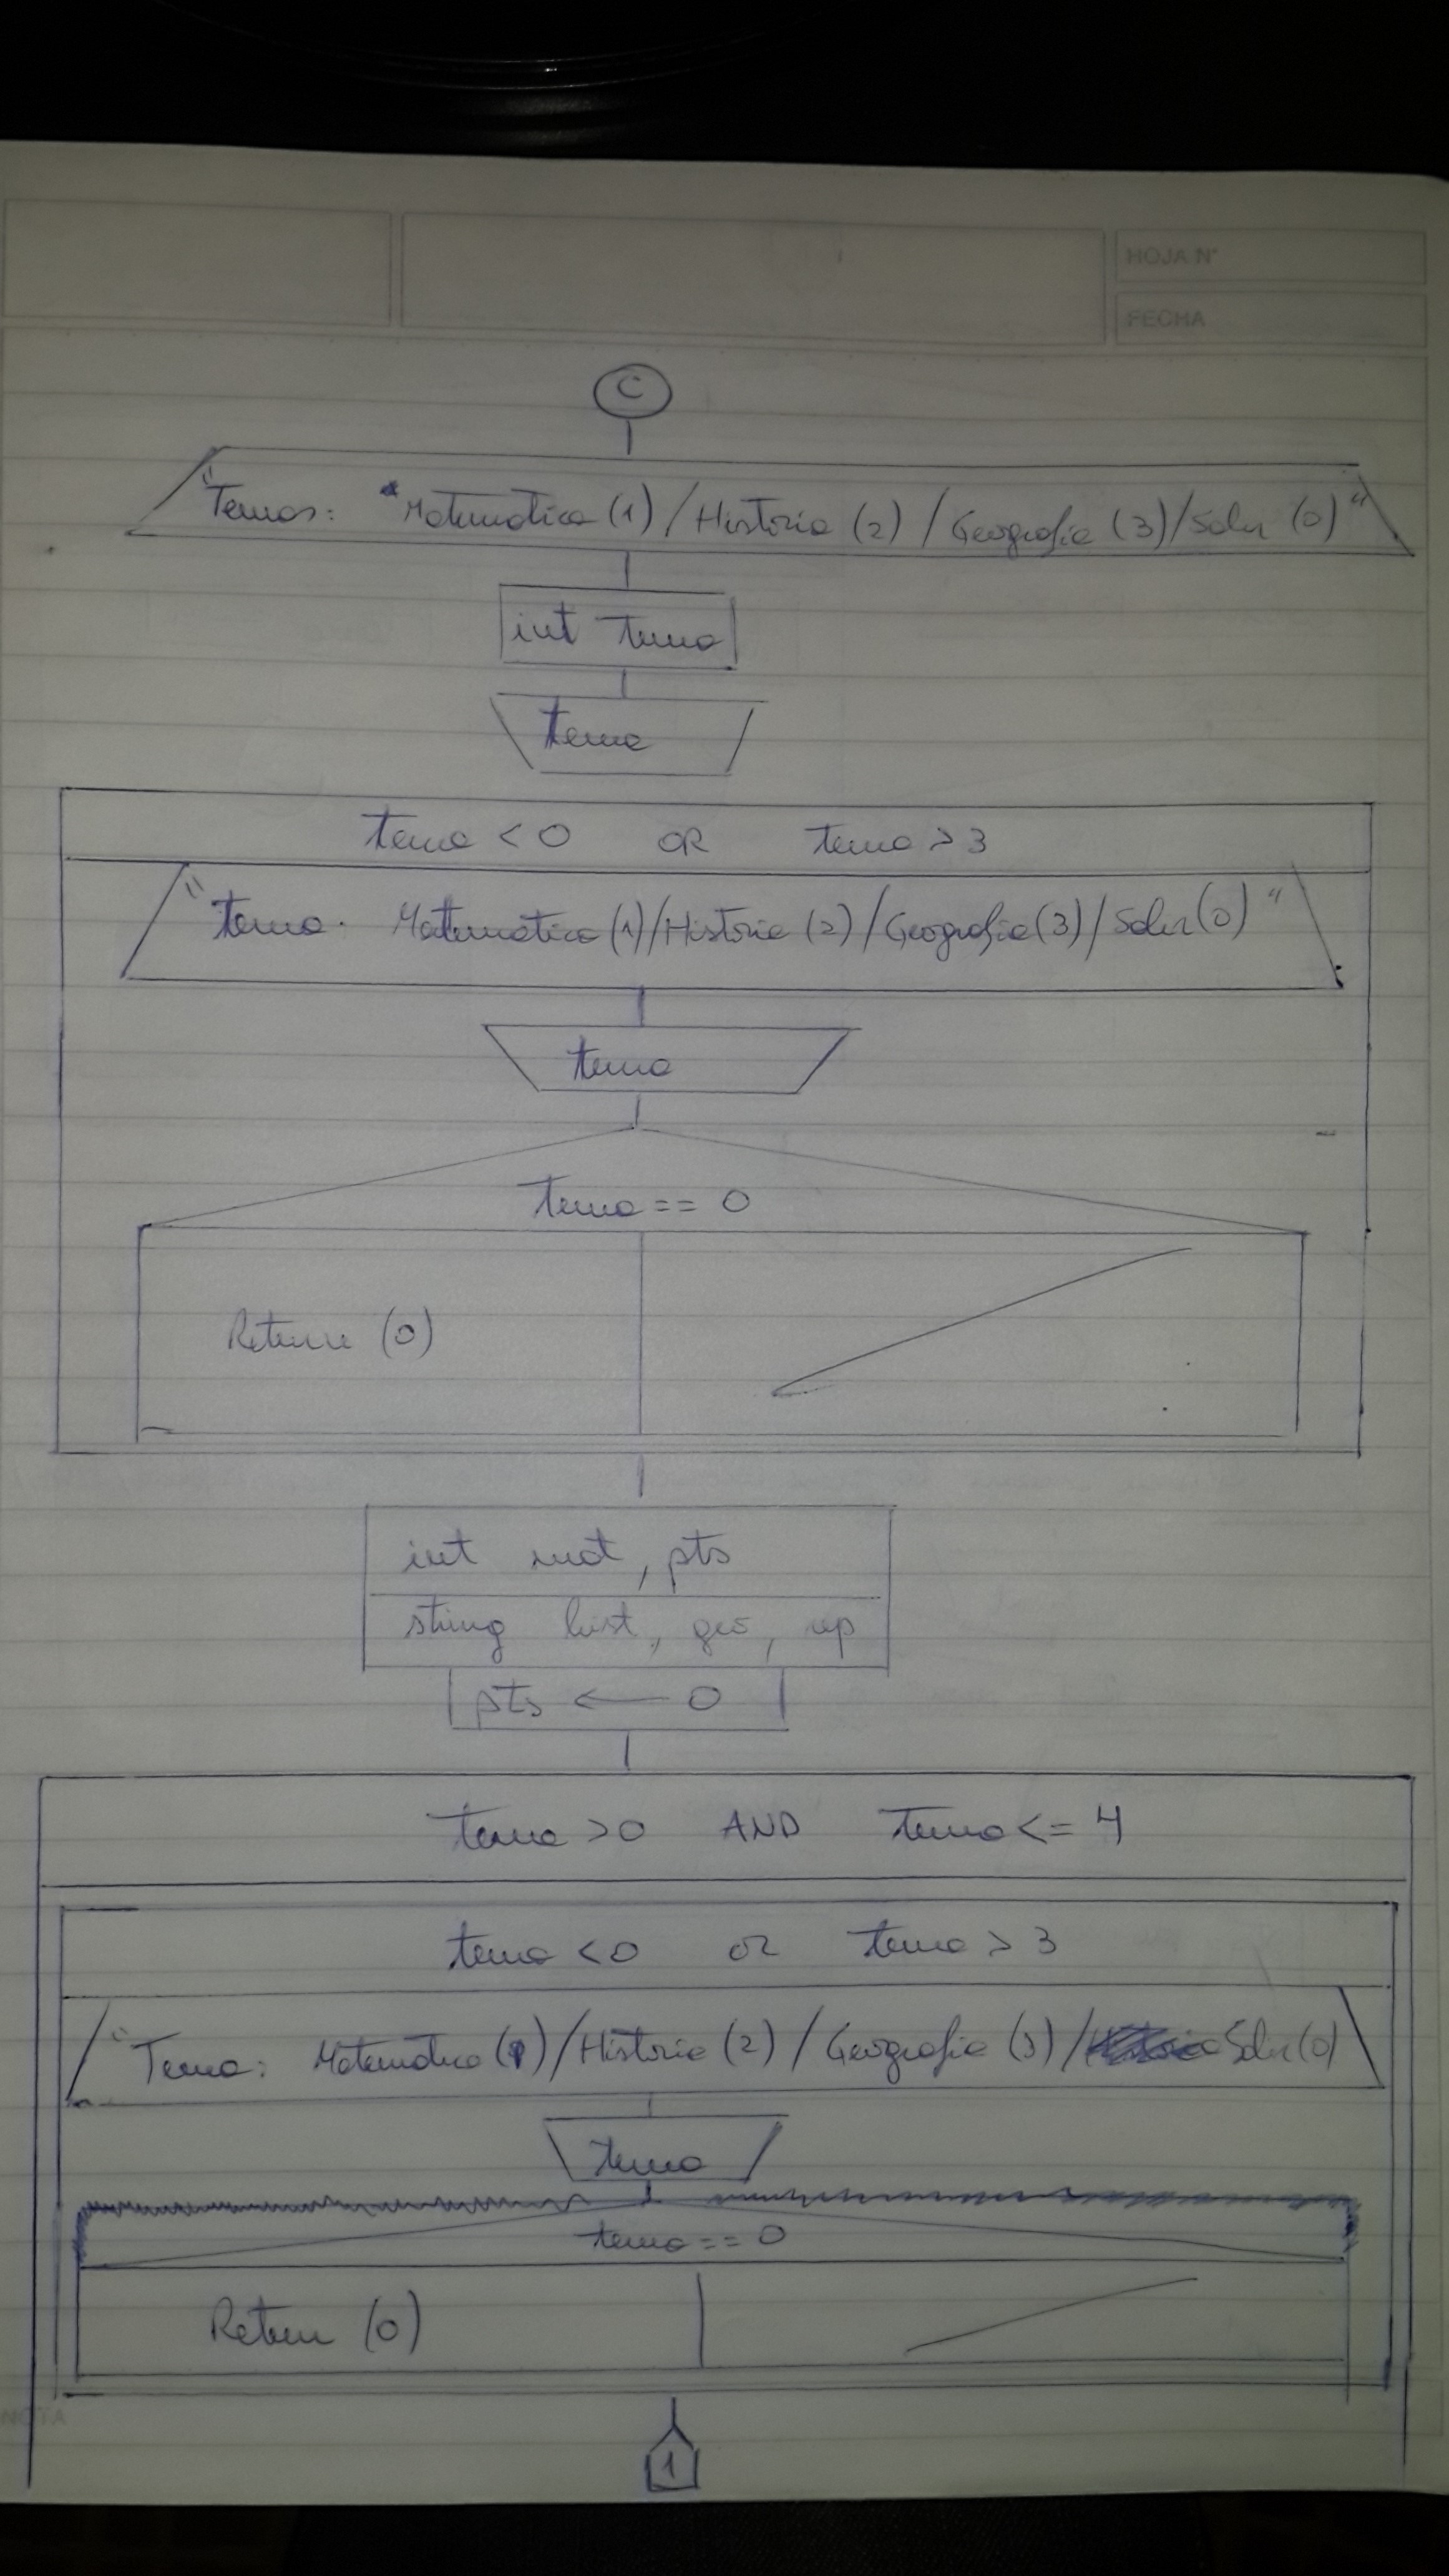 HOJA N°
FECHA
C
"Temas: Matematica (1) / Historia (2) / Geografia (3) / Salir (0)"
int tema
tema
tema < 0 OR tema > 3
"tema. Matematica (1) / Historia (2) / Geografia (3) / Salir (0)"
tema
tema == 0
Return (0)
int mat, pts
string hist, geo, rep
pts ← 0
tema > 0 AND tema <= 4
tema < 0 or tema > 3
"Tema: Matematica (1) / Historia (2) / Geografia (3) / Salir (0)
tema
tema == 0
Return (0)
NOTA
1